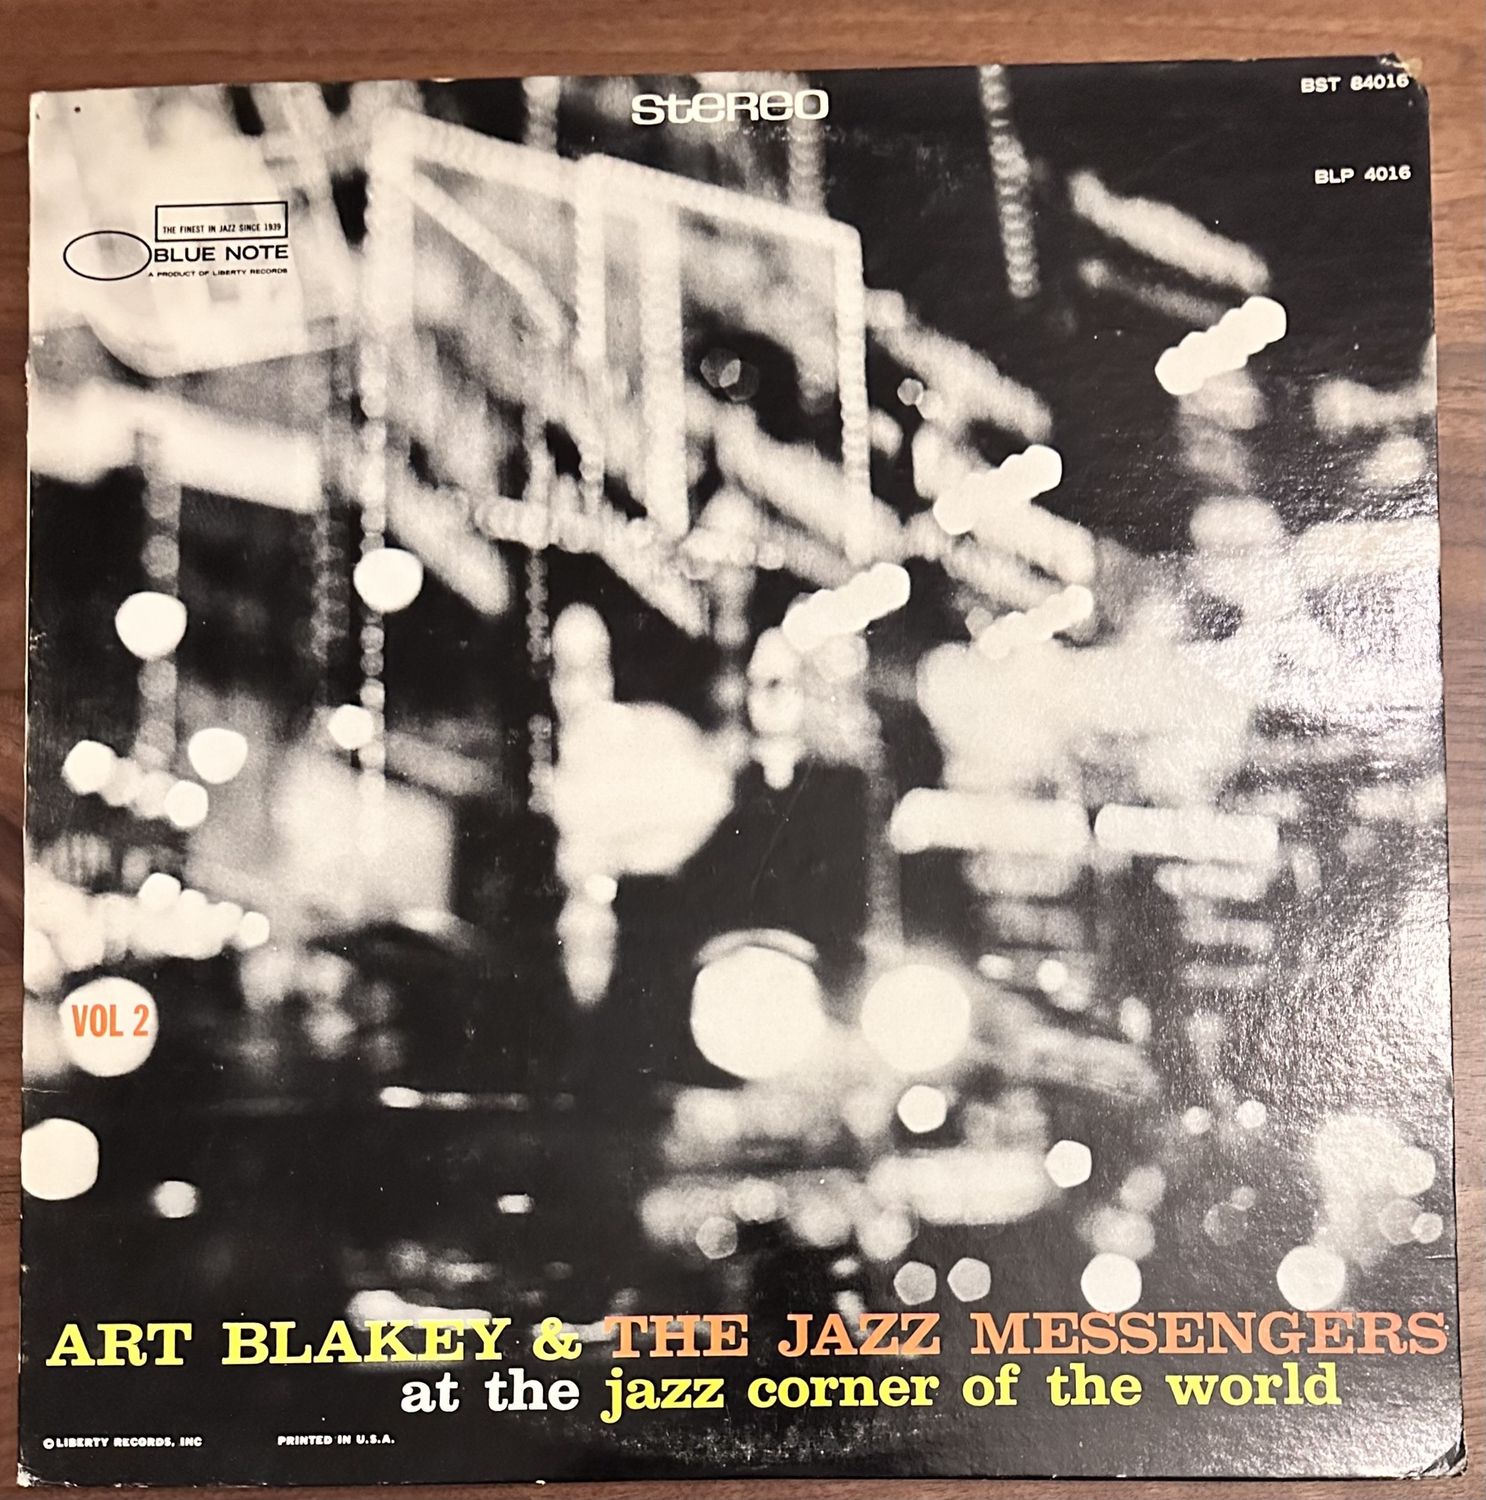 stereo
BST 84016
BLP 4016
THE FINEST IN JAZZ SINCE 1939
BLUE NOTE
A PRODUCT OF LIBERTY RECORDS
VOL 2
ART BLAKEY & THE JAZZ MESSENGERS
at the jazz corner of the world
© LIBERTY RECORDS, INC PRINTED IN U.S.A.